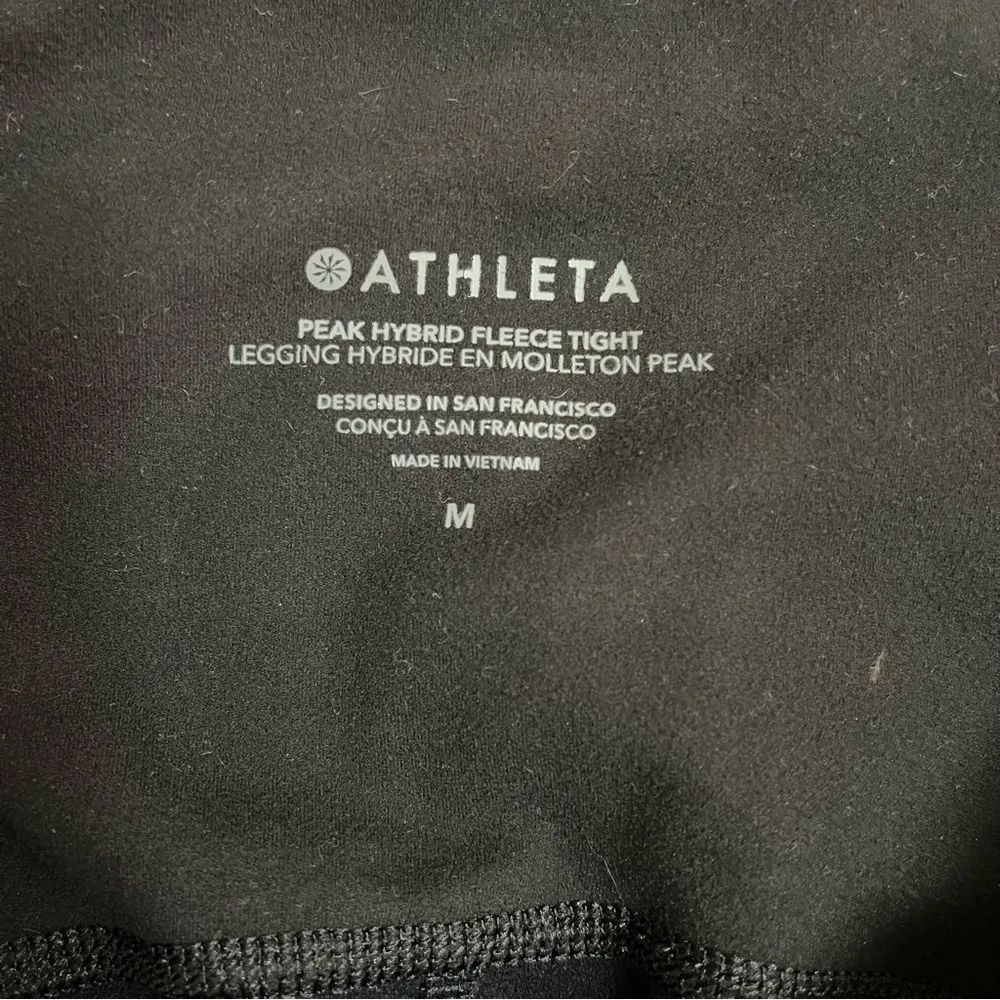 ATHLETA
PEAK HYBRID FLEECE TIGHT
LEGGING HYBRIDE EN MOLLETON PEAK
DESIGNED IN SAN FRANCISCO
CONÇU À SAN FRANCISCO
MADE IN VIETNAM
M